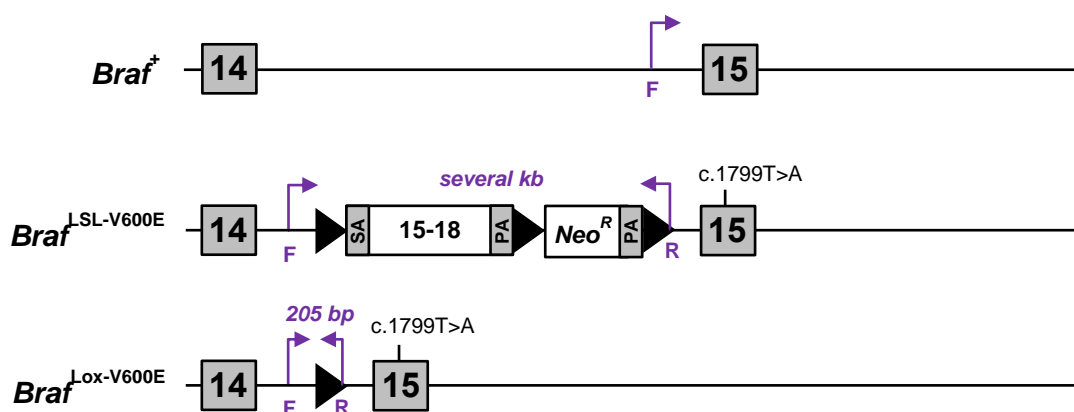 Braf+ 14 15
F
several kb c.1799T>A
BrafLSL-V600E 14 SA 15-18 PA NeoR PA 15
F R
205 bp c.1799T>A
BrafLox-V600E 14 15
F R